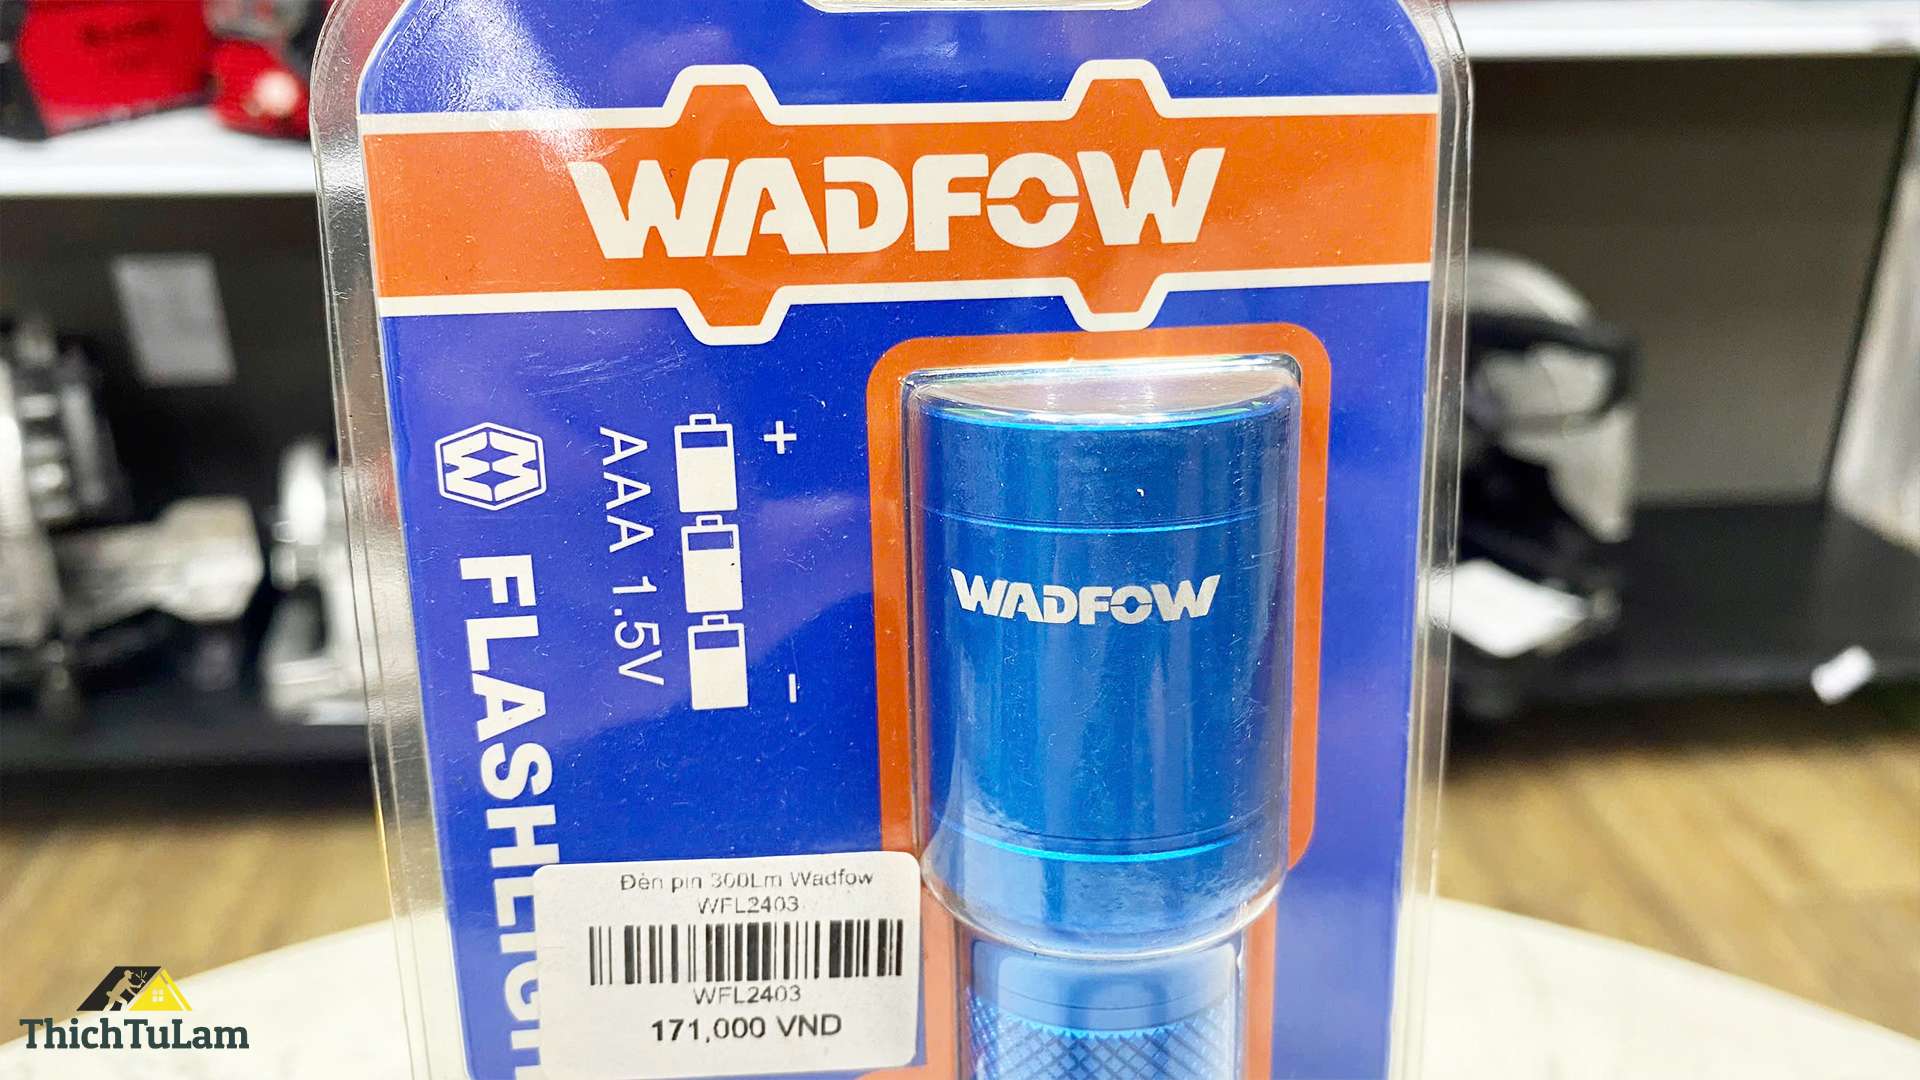 WADFOW
+
AAA 1.5V
-
WADFOW
FLASHLIGH
Đèn pin 300Lm Wadfow
WFL2403
WFL2403
171,000 VND
ThichTuLam